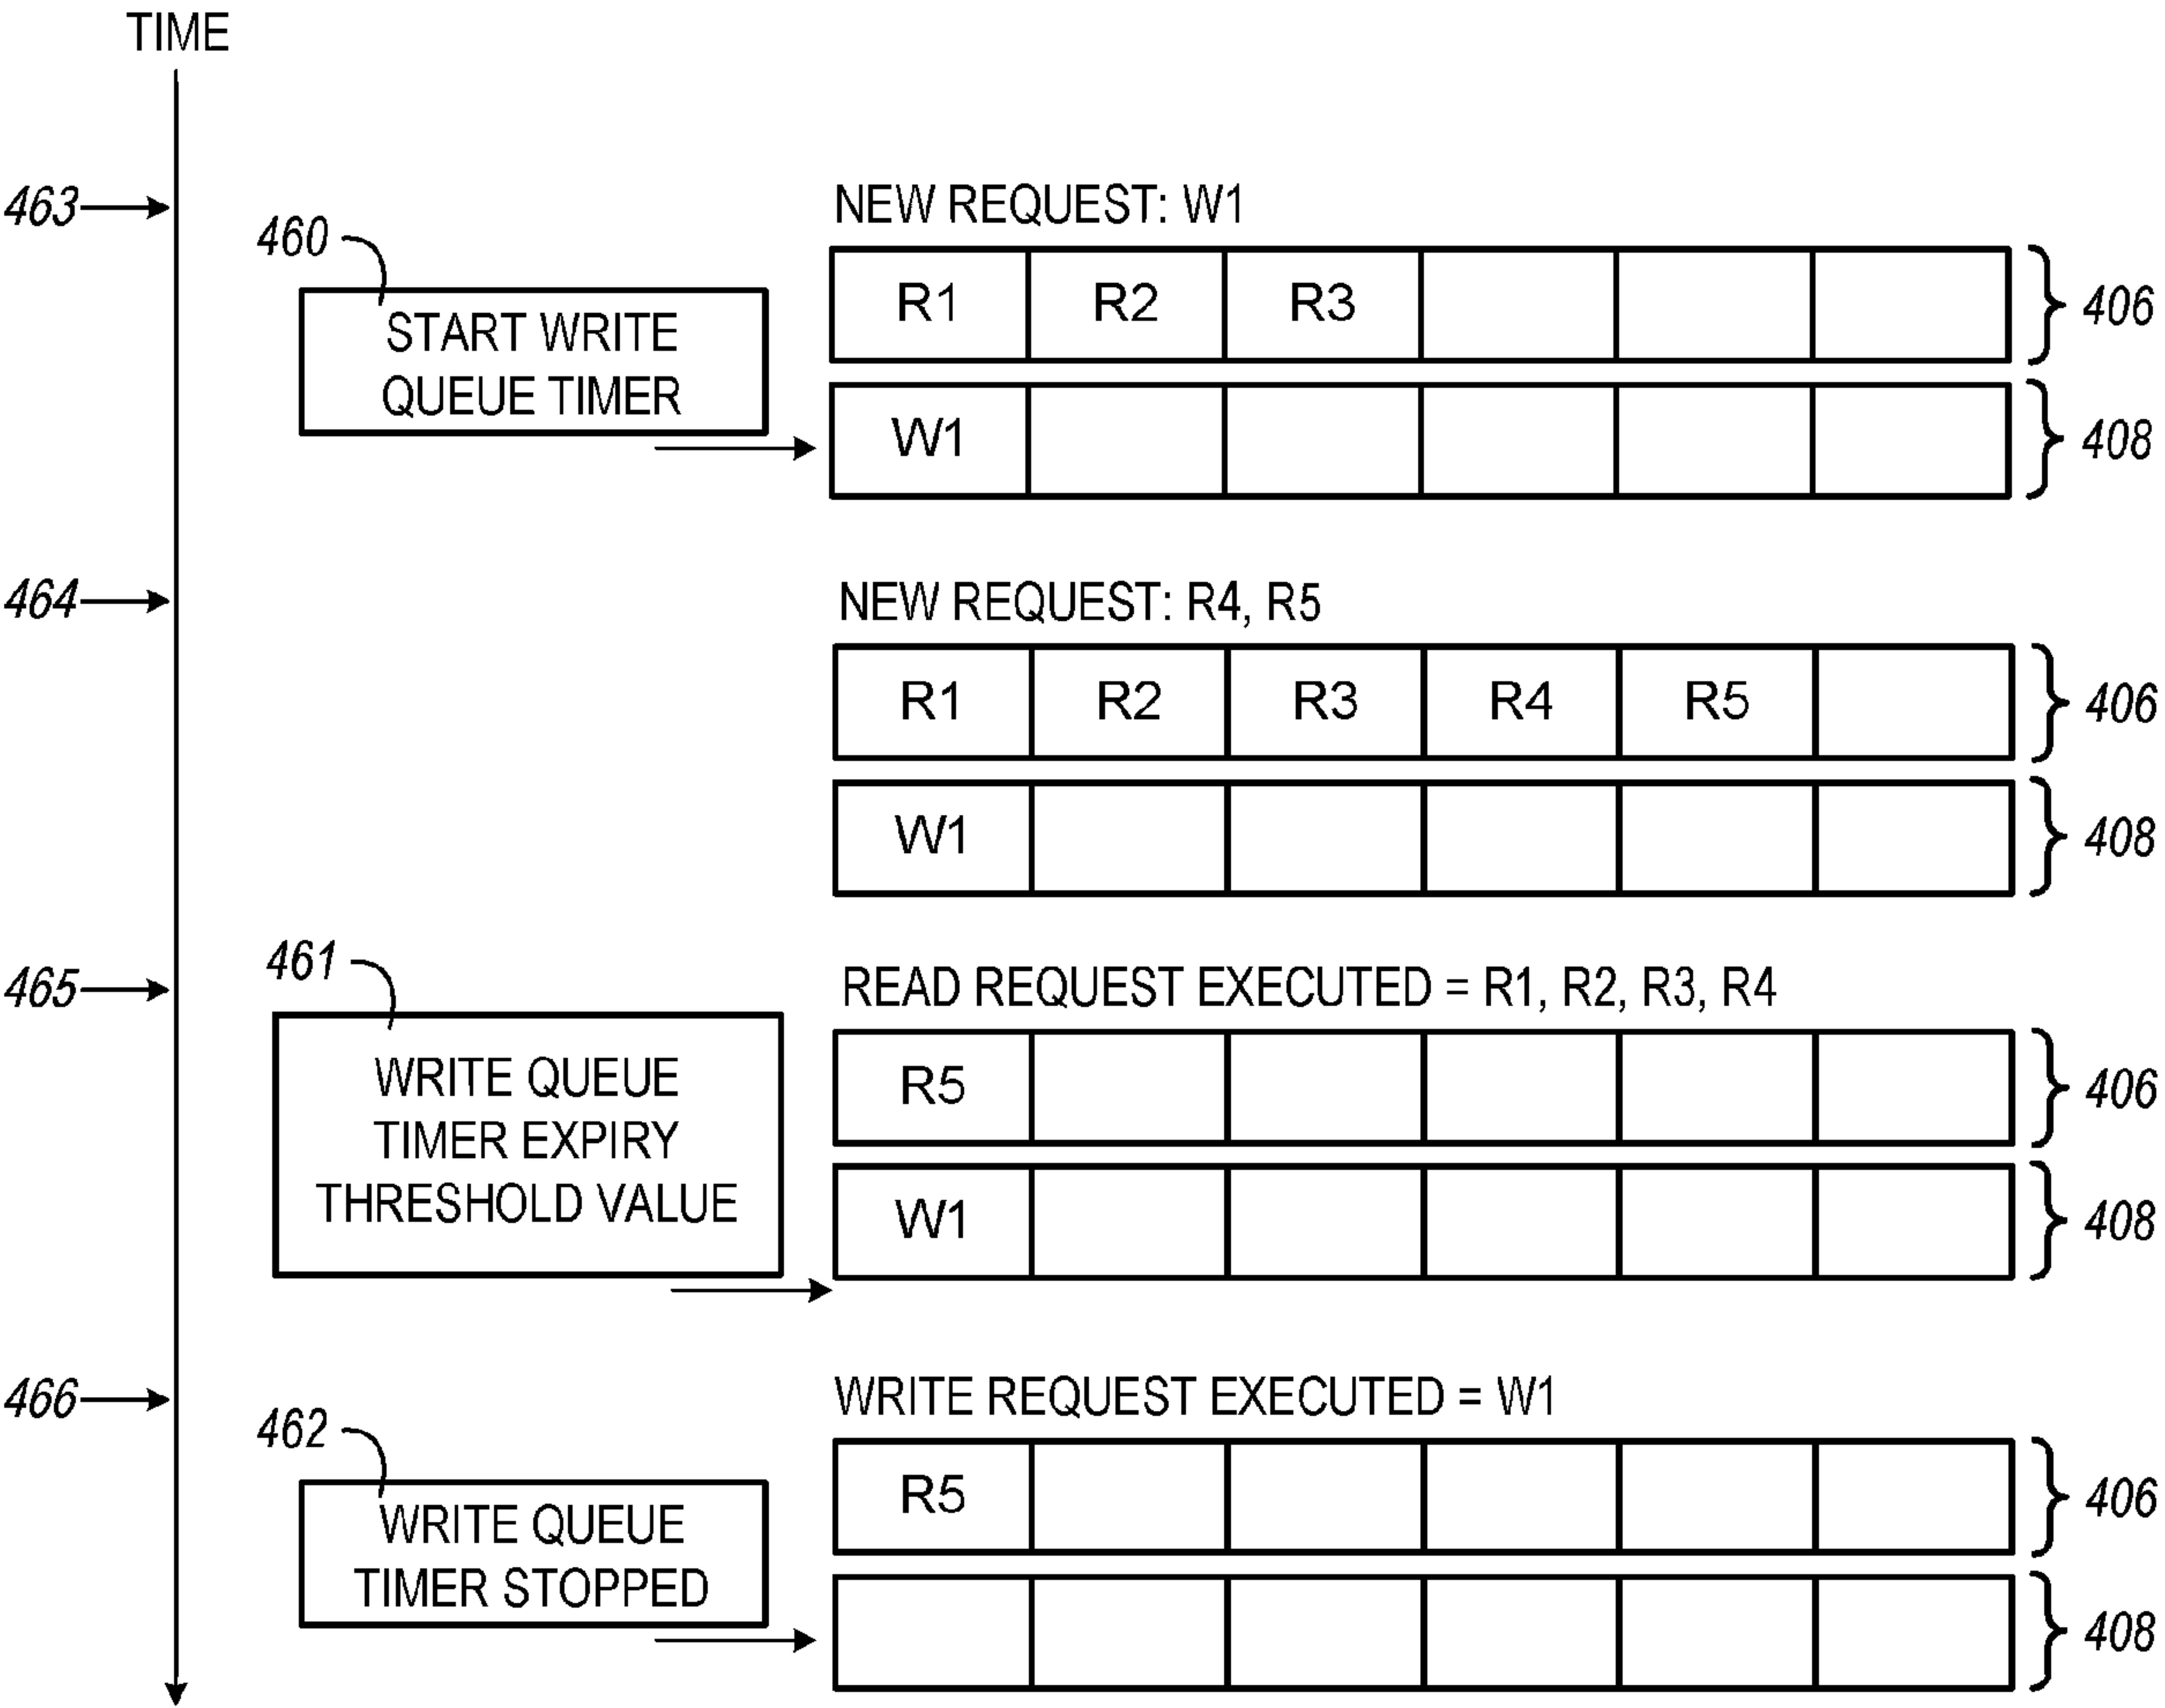 TIME
463
NEW REQUEST: W1
460
START WRITE
QUEUE TIMER
R1 R2 R3
406
W1
408
464
NEW REQUEST: R4, R5
R1 R2 R3 R4 R5
406
W1
408
465
461
READ REQUEST EXECUTED = R1, R2, R3, R4
WRITE QUEUE
TIMER EXPIRY
THRESHOLD VALUE
R5
406
W1
408
466
WRITE REQUEST EXECUTED = W1
462
WRITE QUEUE
TIMER STOPPED
R5
406
408